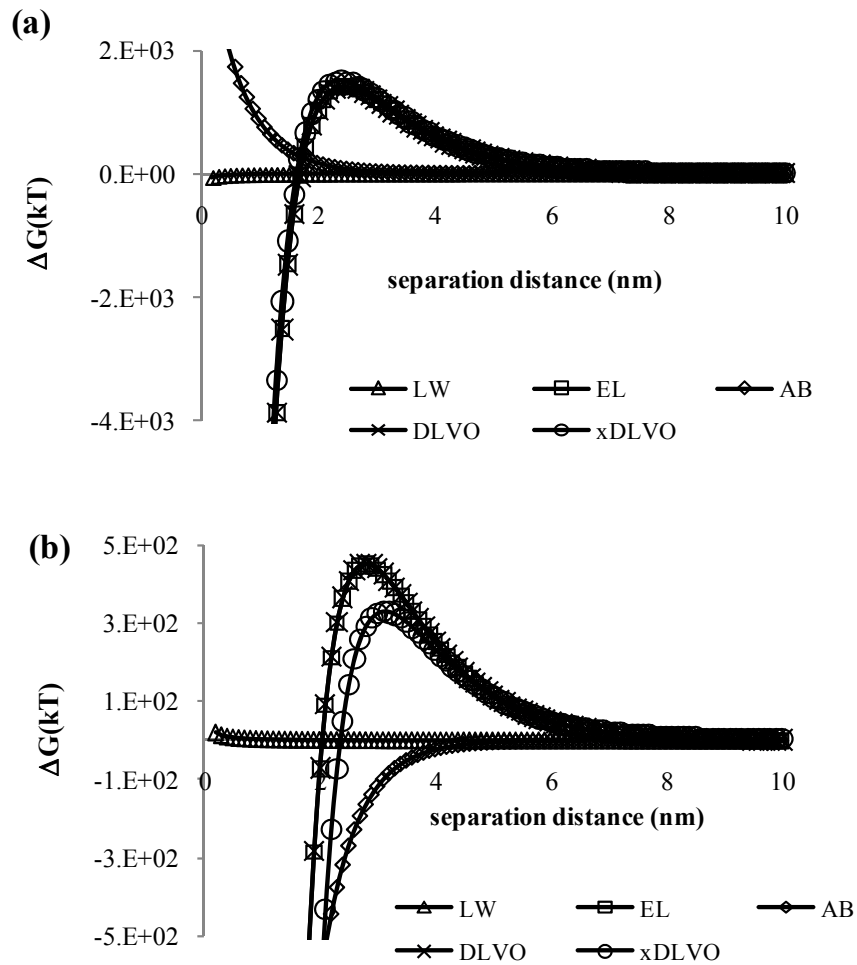 (a)
2.E+03
0.E+00
-2.E+03
-4.E+03
ΔG(kT)
0 2 4 6 8 10
separation distance (nm)
LW EL AB
DLVO xDLVO
(b)
5.E+02
3.E+02
1.E+02
-1.E+02
-3.E+02
-5.E+02
ΔG(kT)
0 2 4 6 8 10
separation distance (nm)
LW EL AB
DLVO xDLVO